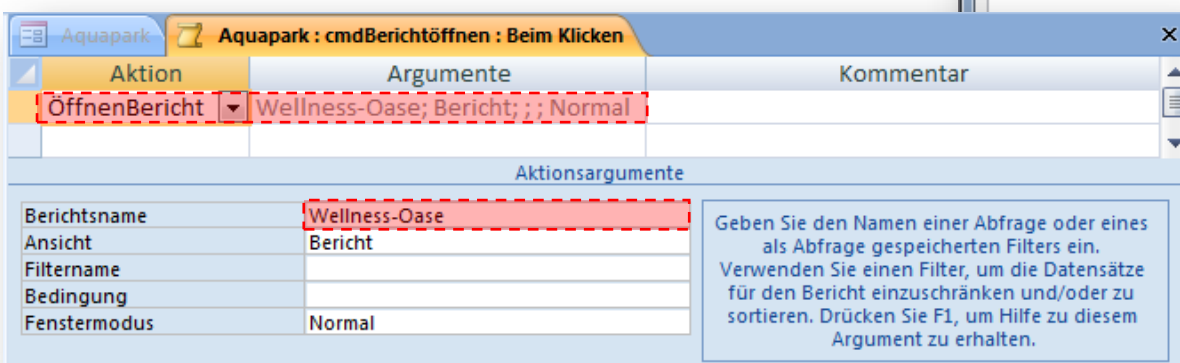 Aquapark
Aquapark : cmdBerichtöffnen : Beim Klicken
Aktion Argumente Kommentar
ÖffnenBericht Wellness-Oase; Bericht; ; ; Normal
Aktionsargumente
Berichtsname Wellness-Oase
Ansicht Bericht
Filtername
Bedingung
Fenstermodus Normal
Geben Sie den Namen einer Abfrage oder eines
als Abfrage gespeicherten Filters ein.
Verwenden Sie einen Filter, um die Datensätze
für den Bericht einzuschränken und/oder zu
sortieren. Drücken Sie F1, um Hilfe zu diesem
Argument zu erhalten.